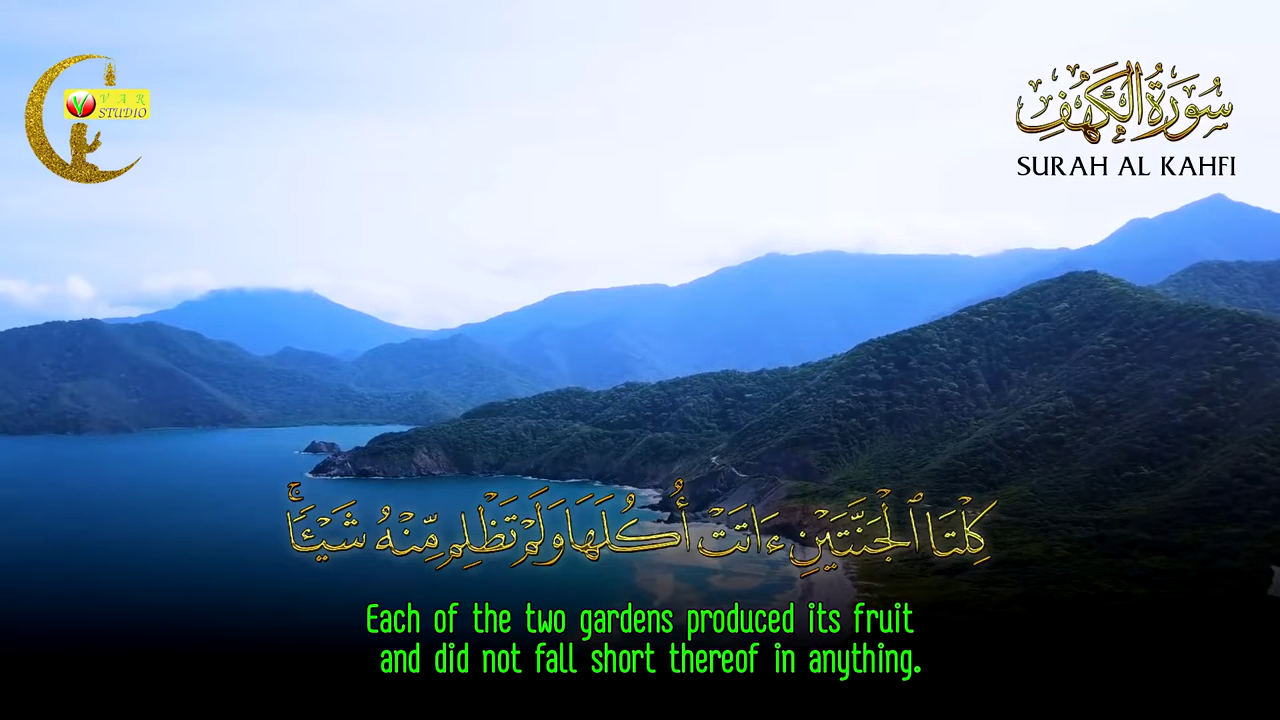 VAR
STUDIO
سُورَةُ الْكَهْفِ
SURAH AL KAHFI
كِلْتَا ٱلْجَنَّتَيْنِ ءَاتَتْ أُكُلَهَا وَلَمْ تَظْلِم مِّنْهُ شَيْـًٔا ۚ
Each of the two gardens produced its fruit
and did not fall short thereof in anything.